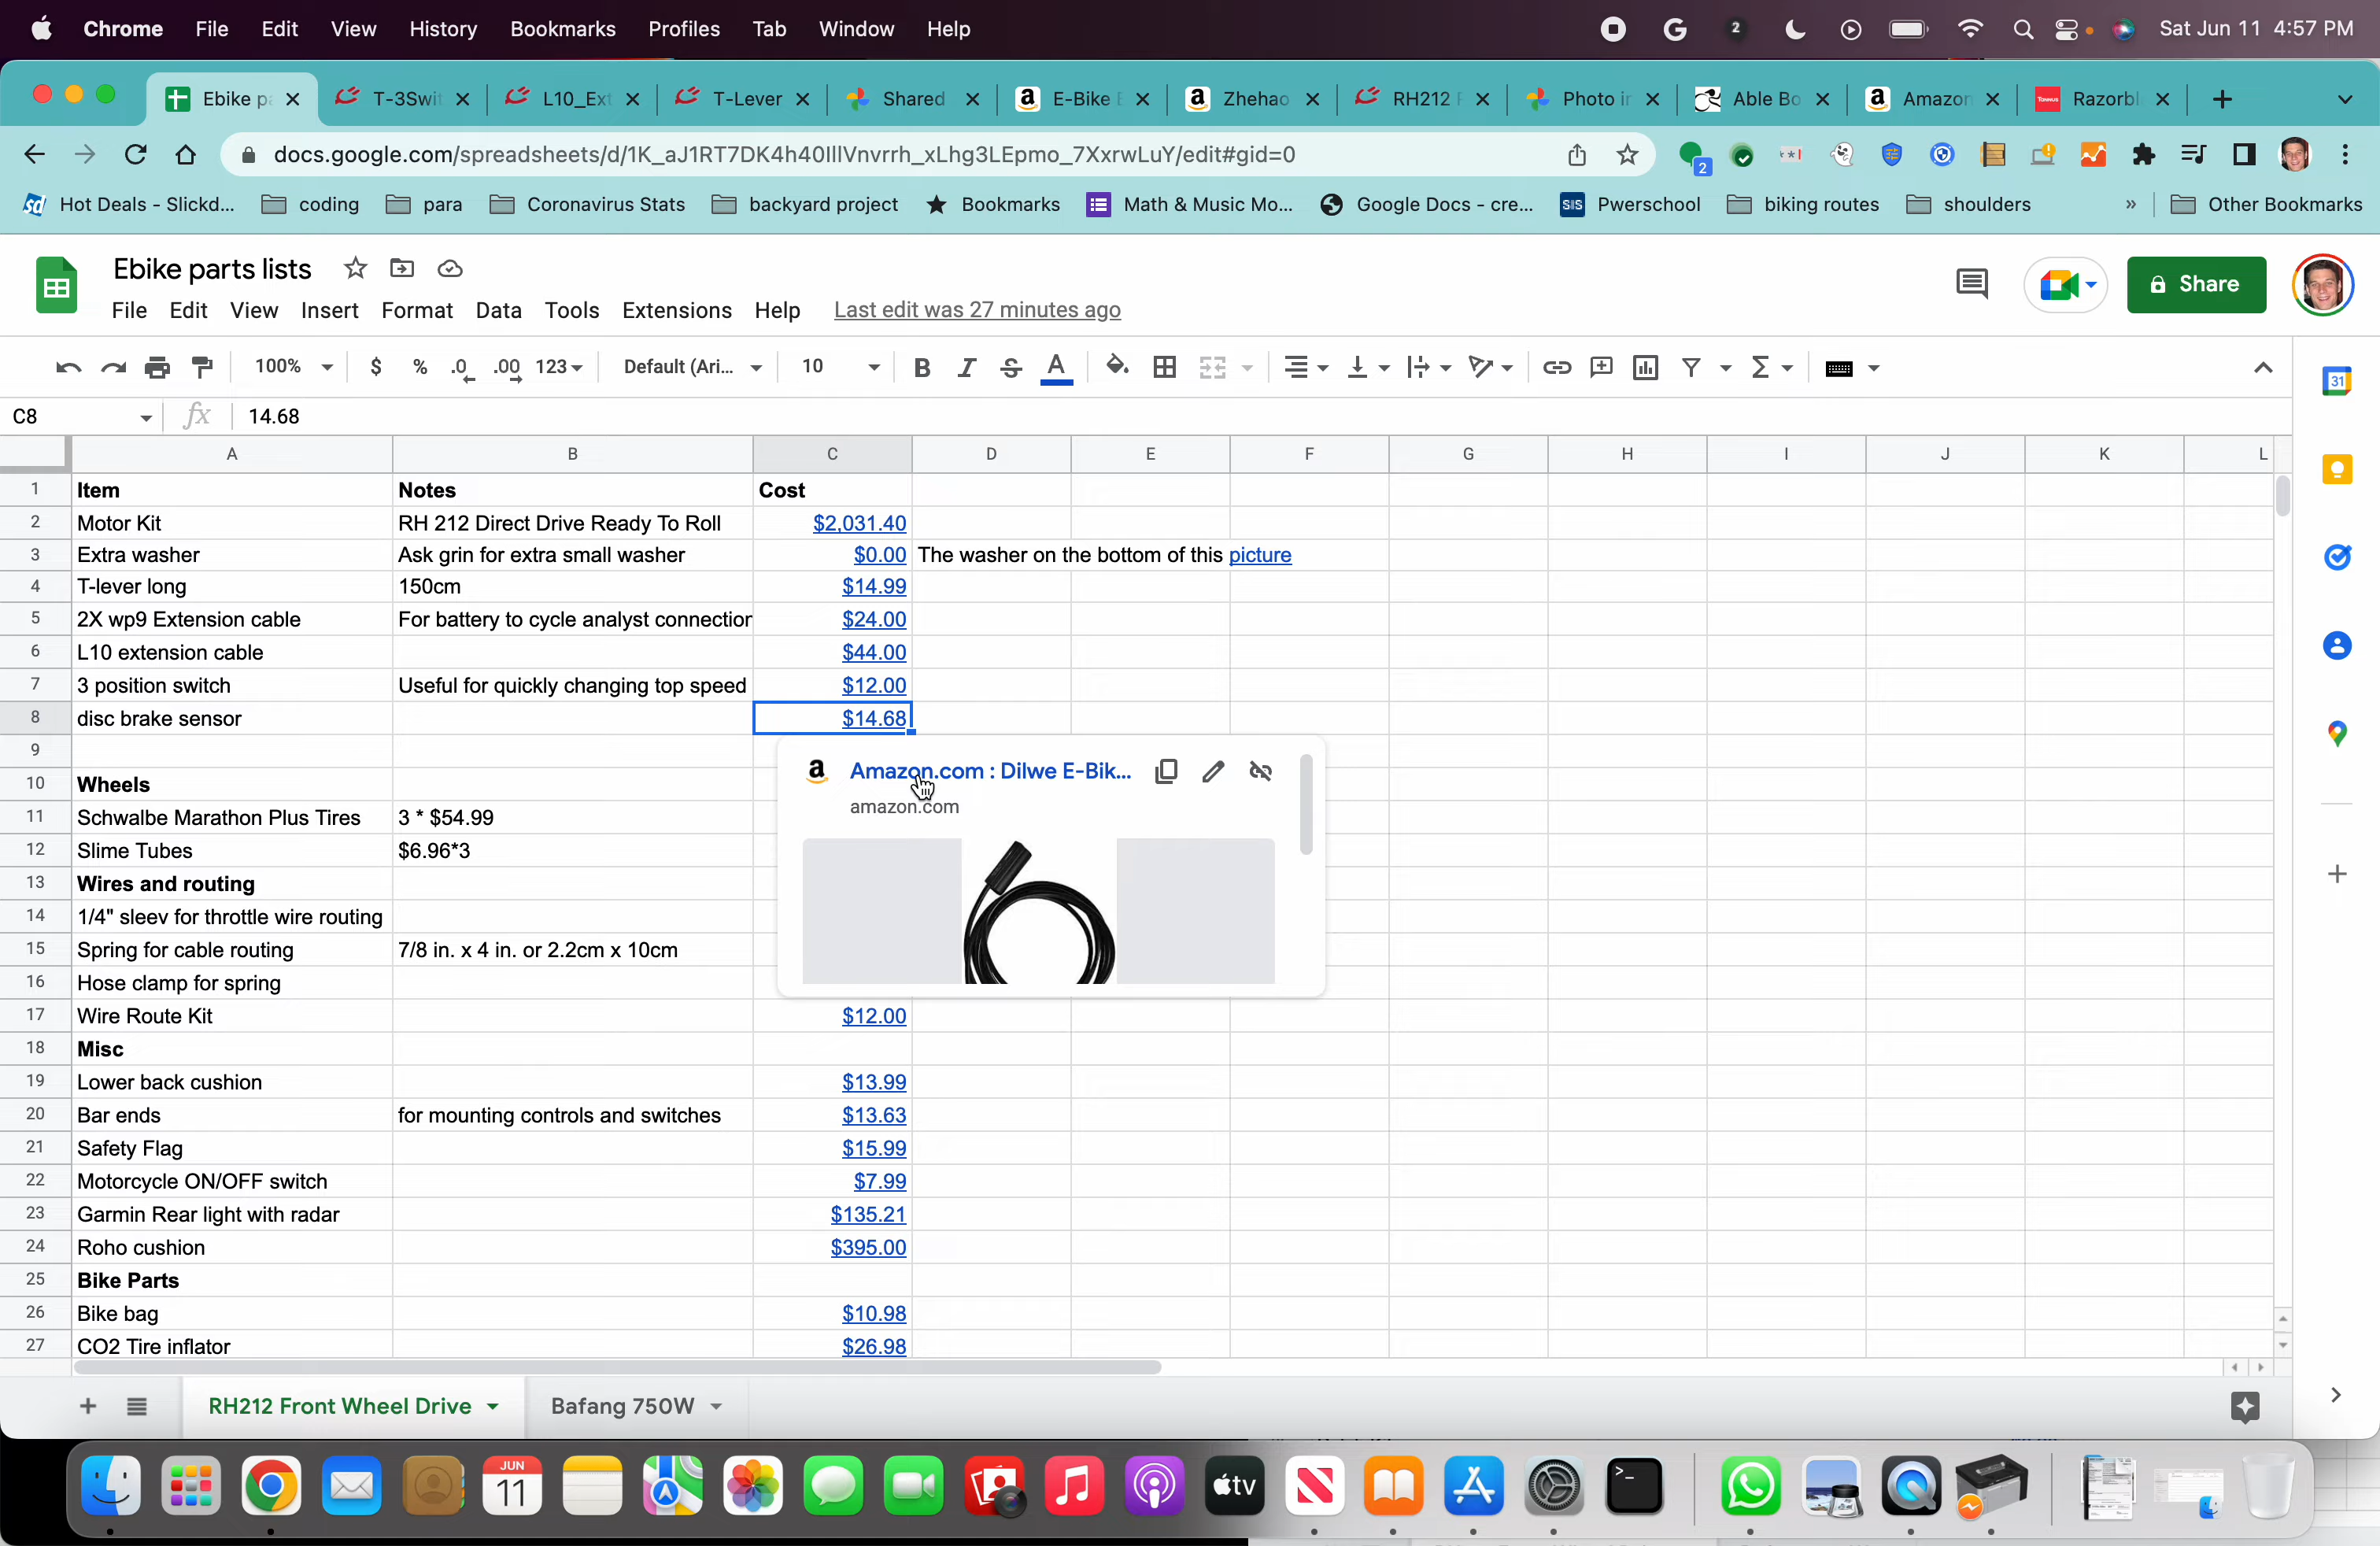 Chrome File Edit View History Bookmarks Profiles Tab Window Help 2 Sat Jun 11 4:57 PM
Ebike pa T-3Swit L10_Ext T-Lever Shared E-Bike Zhehao RH212 Photo in Able Bo Amazon Razorbl
docs.google.com/spreadsheets/d/1K_aJ1RT7DK4h40IllVnvrrh_xLhg3LEpmo_7XxrwLuY/edit#gid=0 2
Hot Deals - Slickd... coding para Coronavirus Stats backyard project Bookmarks Math & Music Mo... Google Docs - cre... SIS Pwerschool biking routes shoulders » Other Bookmarks
Ebike parts lists
Share
File Edit View Insert Format Data Tools Extensions Help Last edit was 27 minutes ago
100% $ % .0 .00 123 Default (Ari... 10 B I S A Σ
31
C8 fx 14.68
A B C D E F G H I J K L
1 Item Notes Cost
2 Motor Kit RH 212 Direct Drive Ready To Roll $2,031.40
3 Extra washer Ask grin for extra small washer $0.00 The washer on the bottom of this picture
4 T-lever long 150cm $14.99
5 2X wp9 Extension cable For battery to cycle analyst connection $24.00
6 L10 extension cable $44.00
7 3 position switch Useful for quickly changing top speed $12.00
8 disc brake sensor $14.68
9
10 Wheels
Amazon.com : Dilwe E-Bik...
amazon.com
11 Schwalbe Marathon Plus Tires 3 * $54.99
12 Slime Tubes $6.96*3
13 Wires and routing
14 1/4" sleev for throttle wire routing
15 Spring for cable routing 7/8 in. x 4 in. or 2.2cm x 10cm
16 Hose clamp for spring
17 Wire Route Kit $12.00
18 Misc
19 Lower back cushion $13.99
20 Bar ends for mounting controls and switches $13.63
21 Safety Flag $15.99
22 Motorcycle ON/OFF switch $7.99
23 Garmin Rear light with radar $135.21
24 Roho cushion $395.00
25 Bike Parts
26 Bike bag $10.98
27 CO2 Tire inflator $26.98
RH212 Front Wheel Drive Bafang 750W
JUN
11
tv